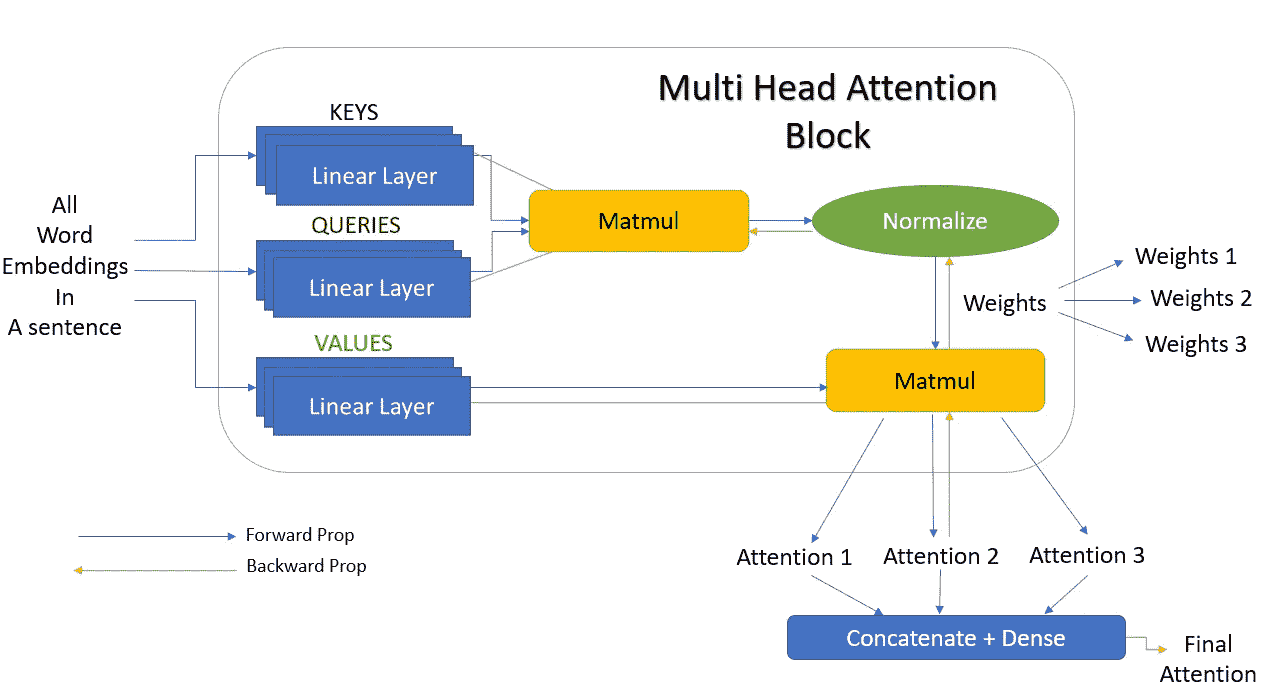 Multi Head Attention
Block
KEYS
Linear Layer
QUERIES
Linear Layer
VALUES
Linear Layer
All
Word
Embeddings
In
A sentence
Matmul
Normalize
Weights
Weights 1
Weights 2
Weights 3
Matmul
Forward Prop
Backward Prop
Attention 1
Attention 2
Attention 3
Concatenate + Dense
Final
Attention